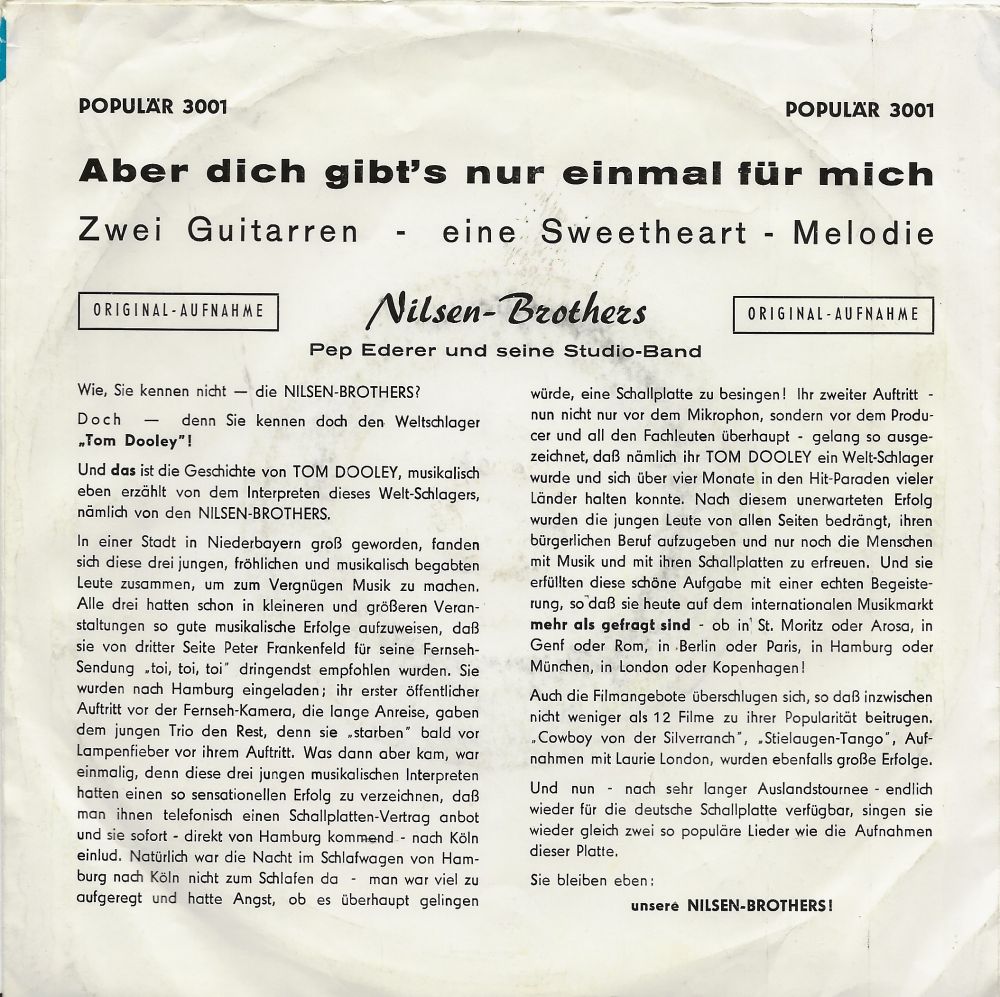 POPULÄR 3001 POPULÄR 3001
Aber dich gibt's nur einmal für mich
Zwei Guitarren - eine Sweetheart - Melodie
ORIGINAL-AUFNAHME Nilsen-Brothers ORIGINAL-AUFNAHME
Pep Ederer und seine Studio-Band
Wie, Sie kennen nicht — die NILSEN-BROTHERS?
Doch — denn Sie kennen doch den Weltschlager
„Tom Dooley"!
Und das ist die Geschichte von TOM DOOLEY, musikalisch
eben erzählt von dem Interpreten dieses Welt-Schlagers,
nämlich von den NILSEN-BROTHERS.
In einer Stadt in Niederbayern groß geworden, fanden
sich diese drei jungen, fröhlichen und musikalisch begabten
Leute zusammen, um zum Vergnügen Musik zu machen.
Alle drei hatten schon in kleineren und größeren Veran-
staltungen so gute musikalische Erfolge aufzuweisen, daß
sie von dritter Seite Peter Frankenfeld für seine Fernseh-
Sendung „toi, toi, toi" dringendst empfohlen wurden. Sie
wurden nach Hamburg eingeladen; ihr erster öffentlicher
Auftritt vor der Fernseh-Kamera, die lange Anreise, gaben
dem jungen Trio den Rest, denn sie „starben" bald vor
Lampenfieber vor ihrem Auftritt. Was dann aber kam, war
einmalig, denn diese drei jungen musikalischen Interpreten
hatten einen so sensationellen Erfolg zu verzeichnen, daß
man ihnen telefonisch einen Schallplatten-Vertrag anbot
und sie sofort - direkt von Hamburg kommend - nach Köln
einlud. Natürlich war die Nacht im Schlafwagen von Ham-
burg nach Köln nicht zum Schlafen da - man war viel zu
aufgeregt und hatte Angst, ob es überhaupt gelingen
würde, eine Schallplatte zu besingen! Ihr zweiter Auftritt -
nun nicht nur vor dem Mikrophon, sondern vor dem Produ-
cer und all den Fachleuten überhaupt - gelang so ausge-
zeichnet, daß nämlich ihr TOM DOOLEY ein Welt-Schlager
wurde und sich über vier Monate in den Hit-Paraden vieler
Länder halten konnte. Nach diesem unerwarteten Erfolg
wurden die jungen Leute von allen Seiten bedrängt, ihren
bürgerlichen Beruf aufzugeben und nur noch die Menschen
mit Musik und mit ihren Schallplatten zu erfreuen. Und sie
erfüllten diese schöne Aufgabe mit einer echten Begeiste-
rung, so daß sie heute auf dem internationalen Musikmarkt
mehr als gefragt sind - ob in St. Moritz oder Arosa, in
Genf oder Rom, in Berlin oder Paris, in Hamburg oder
München, in London oder Kopenhagen!
Auch die Filmangebote überschlugen sich, so daß inzwischen
nicht weniger als 12 Filme zu ihrer Popularität beitrugen.
„Cowboy von der Silverranch", „Stielaugen-Tango", Auf-
nahmen mit Laurie London, wurden ebenfalls große Erfolge.
Und nun - nach sehr langer Auslandstournee - endlich
wieder für die deutsche Schallplatte verfügbar, singen sie
wieder gleich zwei so populäre Lieder wie die Aufnahmen
dieser Platte.
Sie bleiben eben:
unsere NILSEN-BROTHERS!